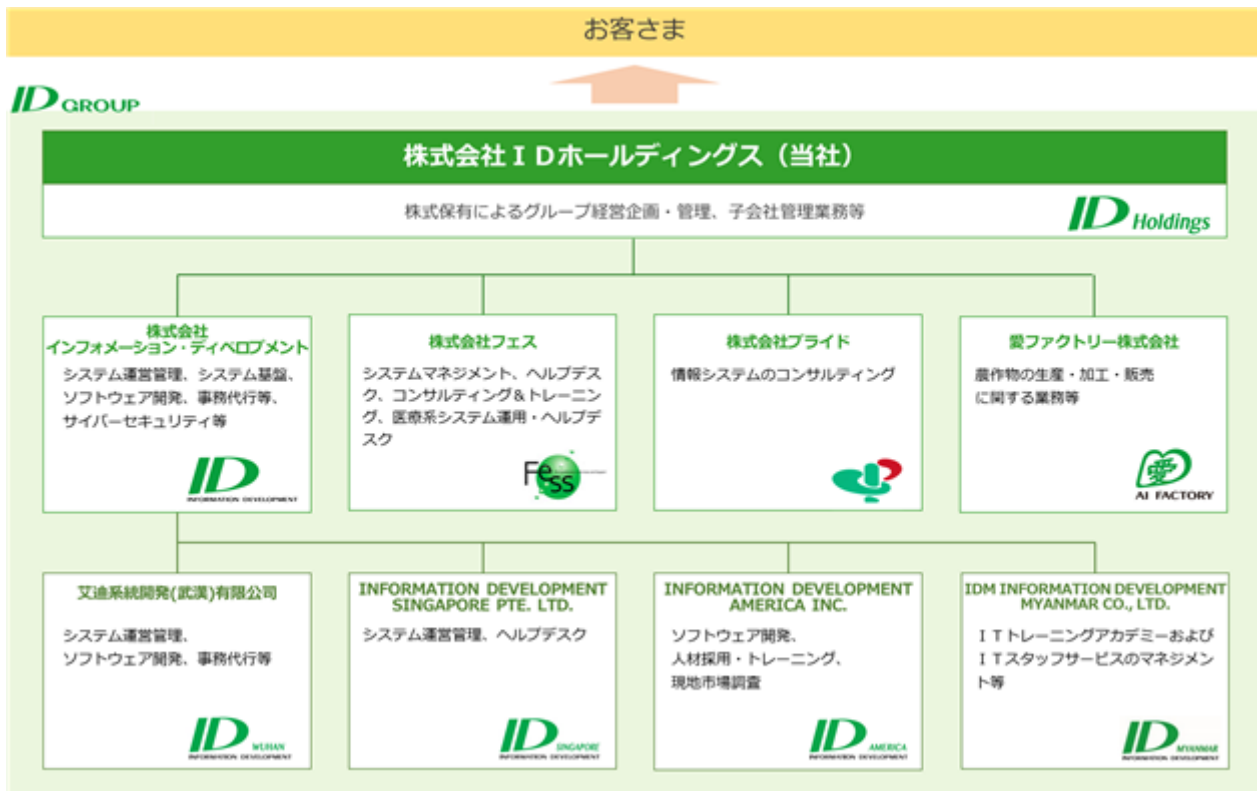 お客さま
ID GROUP
株式会社ＩＤホールディングス（当社）
株式保有によるグループ経営企画・管理、子会社管理業務等
ID Holdings
株式会社
インフォメーション・ディベロプメント
システム運営管理、システム基盤、
ソフトウェア開発、事務代行等、
サイバーセキュリティ等
ID
INFORMATION DEVELOPMENT
株式会社フェス
システムマネジメント、ヘルプデス
ク、コンサルティング＆トレーニン
グ、医療系システム運用・ヘルプデ
スク
Fess
株式会社プライド
情報システムのコンサルティング
愛ファクトリー株式会社
農作物の生産・加工・販売
に関する業務等
愛
AI FACTORY
艾迪系統開発(武漢)有限公司
システム運営管理、
ソフトウェア開発、事務代行等
ID WUHAN
INFORMATION DEVELOPMENT
INFORMATION DEVELOPMENT
SINGAPORE PTE. LTD.
システム運営管理、ヘルプデスク
ID SINGAPORE
INFORMATION DEVELOPMENT
INFORMATION DEVELOPMENT
AMERICA INC.
ソフトウェア開発、
人材採用・トレーニング、
現地市場調査
ID AMERICA
INFORMATION DEVELOPMENT
IDM INFORMATION DEVELOPMENT
MYANMAR CO., LTD.
ＩＴトレーニングアカデミーおよび
ＩＴスタッフサービスのマネジメン
ト等
ID MYANMAR
INFORMATION DEVELOPMENT